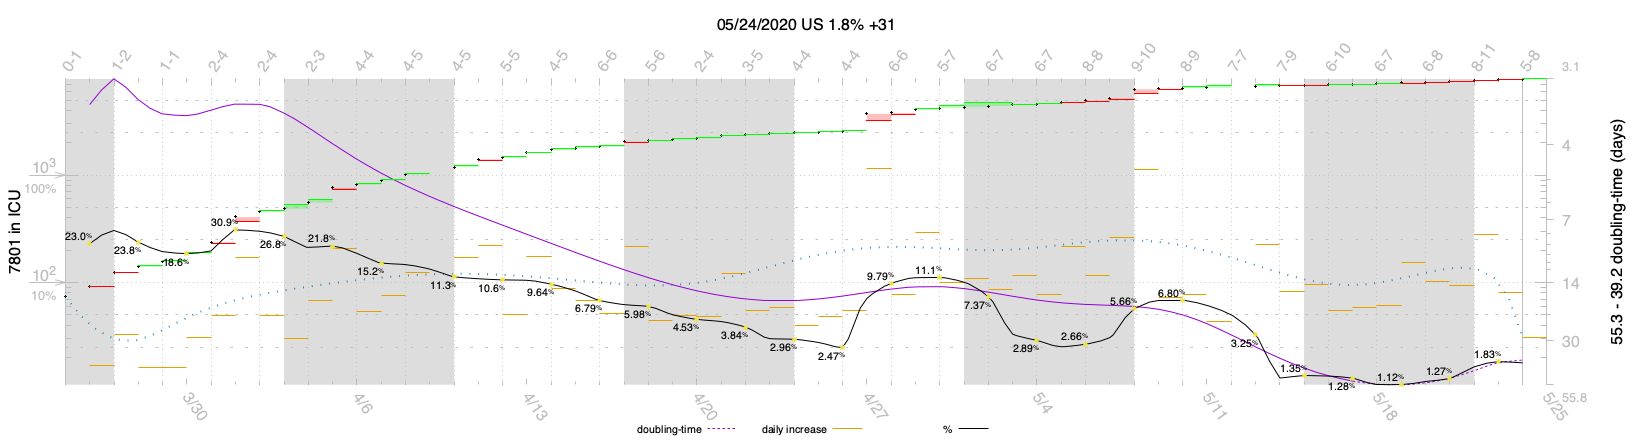 05/24/2020 US 1.8% +31
0-1 1-2 1-1 2-4 2-4 2-3 4-4 4-5 4-5 5-5 4-5 6-6 5-6 2-4 4-5 4-4 4-4 6-6 6-7 6-7 6-7 8-8 9-10 8-9 7-7 7-9 6-10 6-7 6-8 8-11 5-8
3.1
4
7
14
30
55.8
10³
100%
10²
10%
7801 in ICU
55.3 - 39.2 doubling-time (days)
23.0% 23.8% 18.6% 30.9% 26.8% 21.8% 15.2% 11.3% 10.6% 9.64% 6.79% 5.98% 4.53% 3.84% 2.96% 2.47% 9.79% 11.1% 7.37% 2.89% 2.66% 5.66% 6.80% 3.25% 1.35% 1.28% 1.12% 1.27% 1.83%
3/30 4/6 4/13 4/20 4/27 5/4 5/11 5/18 5/25
doubling-time daily increase %